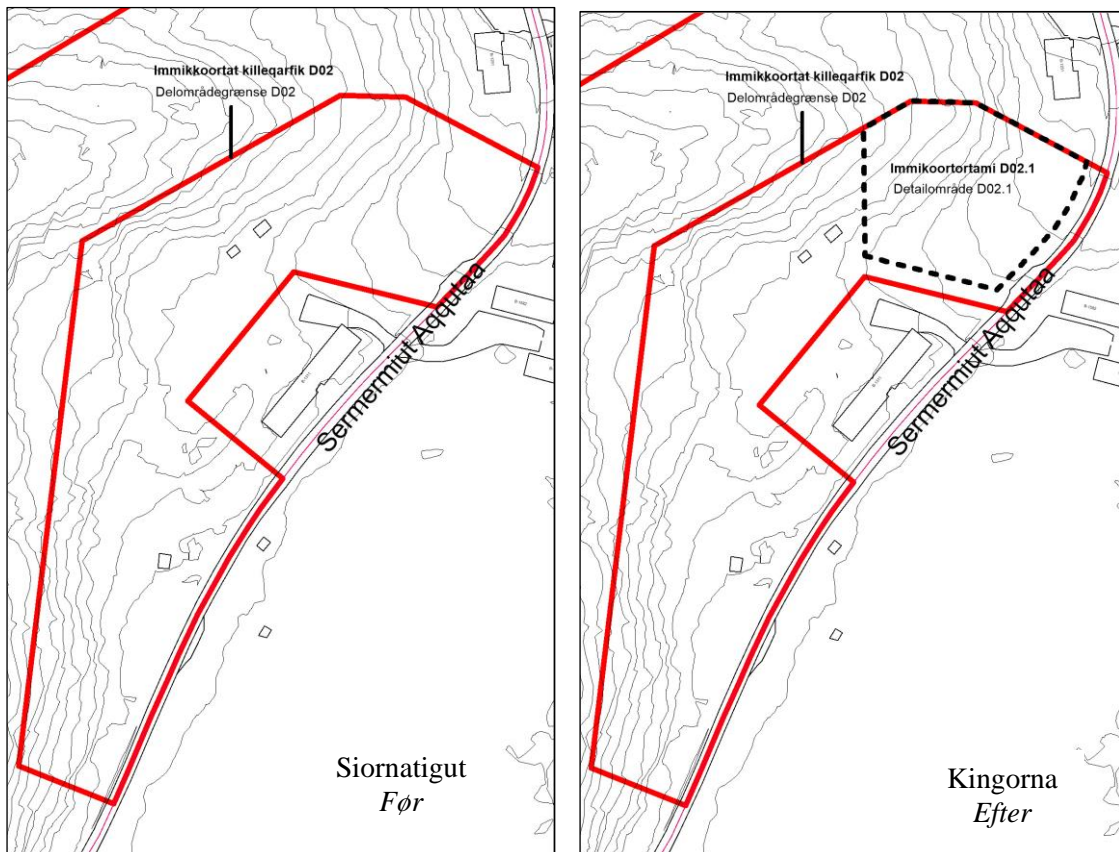 Immikkoortat killeqarfik D02
Delområdegrænse D02
Sermermiut Aqqutaa
Siornatigut
Før
Immikkoortat killeqarfik D02
Delområdegrænse D02
Immikoortortami D02.1
Detailområde D02.1
Sermermiut Aqqutaa
Kingorna
Efter